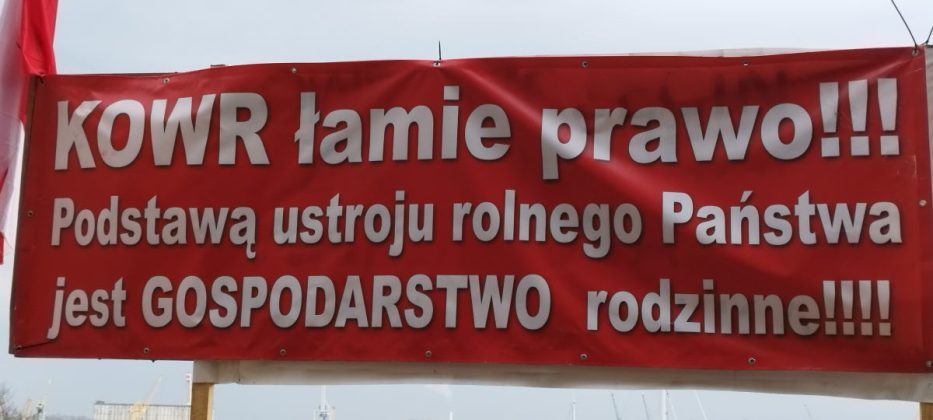 KOWR łamie prawo!!!
Podstawą ustroju rolnego Państwa
jest GOSPODARSTWO rodzinne!!!!